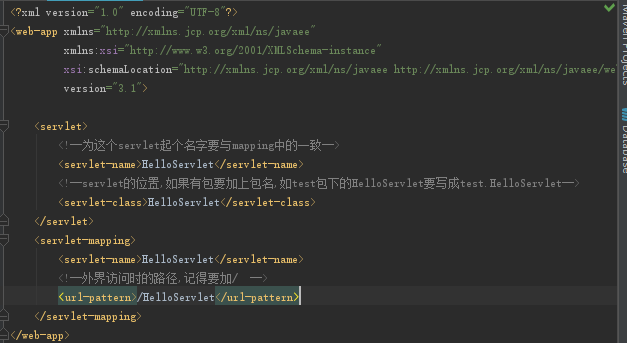 <?xml version="1.0" encoding="UTF-8"?>
<web-app xmlns="http://xmlns.jcp.org/xml/ns/javaee"
xmlns:xsi="http://www.w3.org/2001/XMLSchema-instance"
xsi:schemaLocation="http://xmlns.jcp.org/xml/ns/javaee http://xmlns.jcp.org/xml/ns/javaee/we
version="3.1">
<servlet>
<!--为这个servlet起个名字要与mapping中的一致-->
<servlet-name>HelloServlet</servlet-name>
<!--servlet的位置,如果有包要加上包名,如test包下的HelloServlet要写成test.HelloServlet-->
<servlet-class>HelloServlet</servlet-class>
</servlet>
<servlet-mapping>
<servlet-name>HelloServlet</servlet-name>
<!--外界访问时的路径,记得要加/  -->
<url-pattern>/HelloServlet</url-pattern>
</servlet-mapping>
</web-app>
Maven Projects
Database